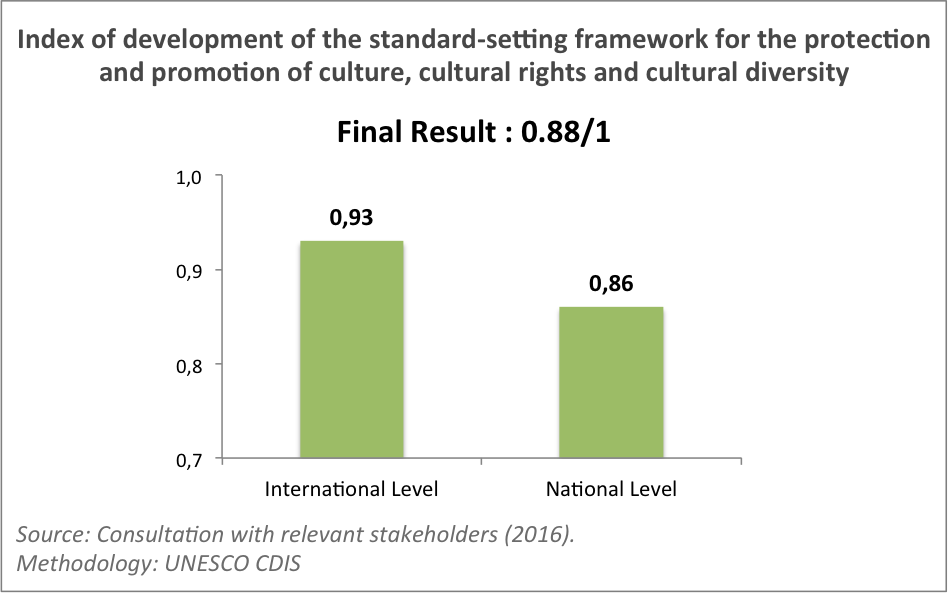 Index of development of the standard-setting framework for the protection
and promotion of culture, cultural rights and cultural diversity
Final Result : 0.88/1
1,0
0,93
0,9
0,86
0,8
0,7
International Level
National Level
Source: Consultation with relevant stakeholders (2016).
Methodology: UNESCO CDIS